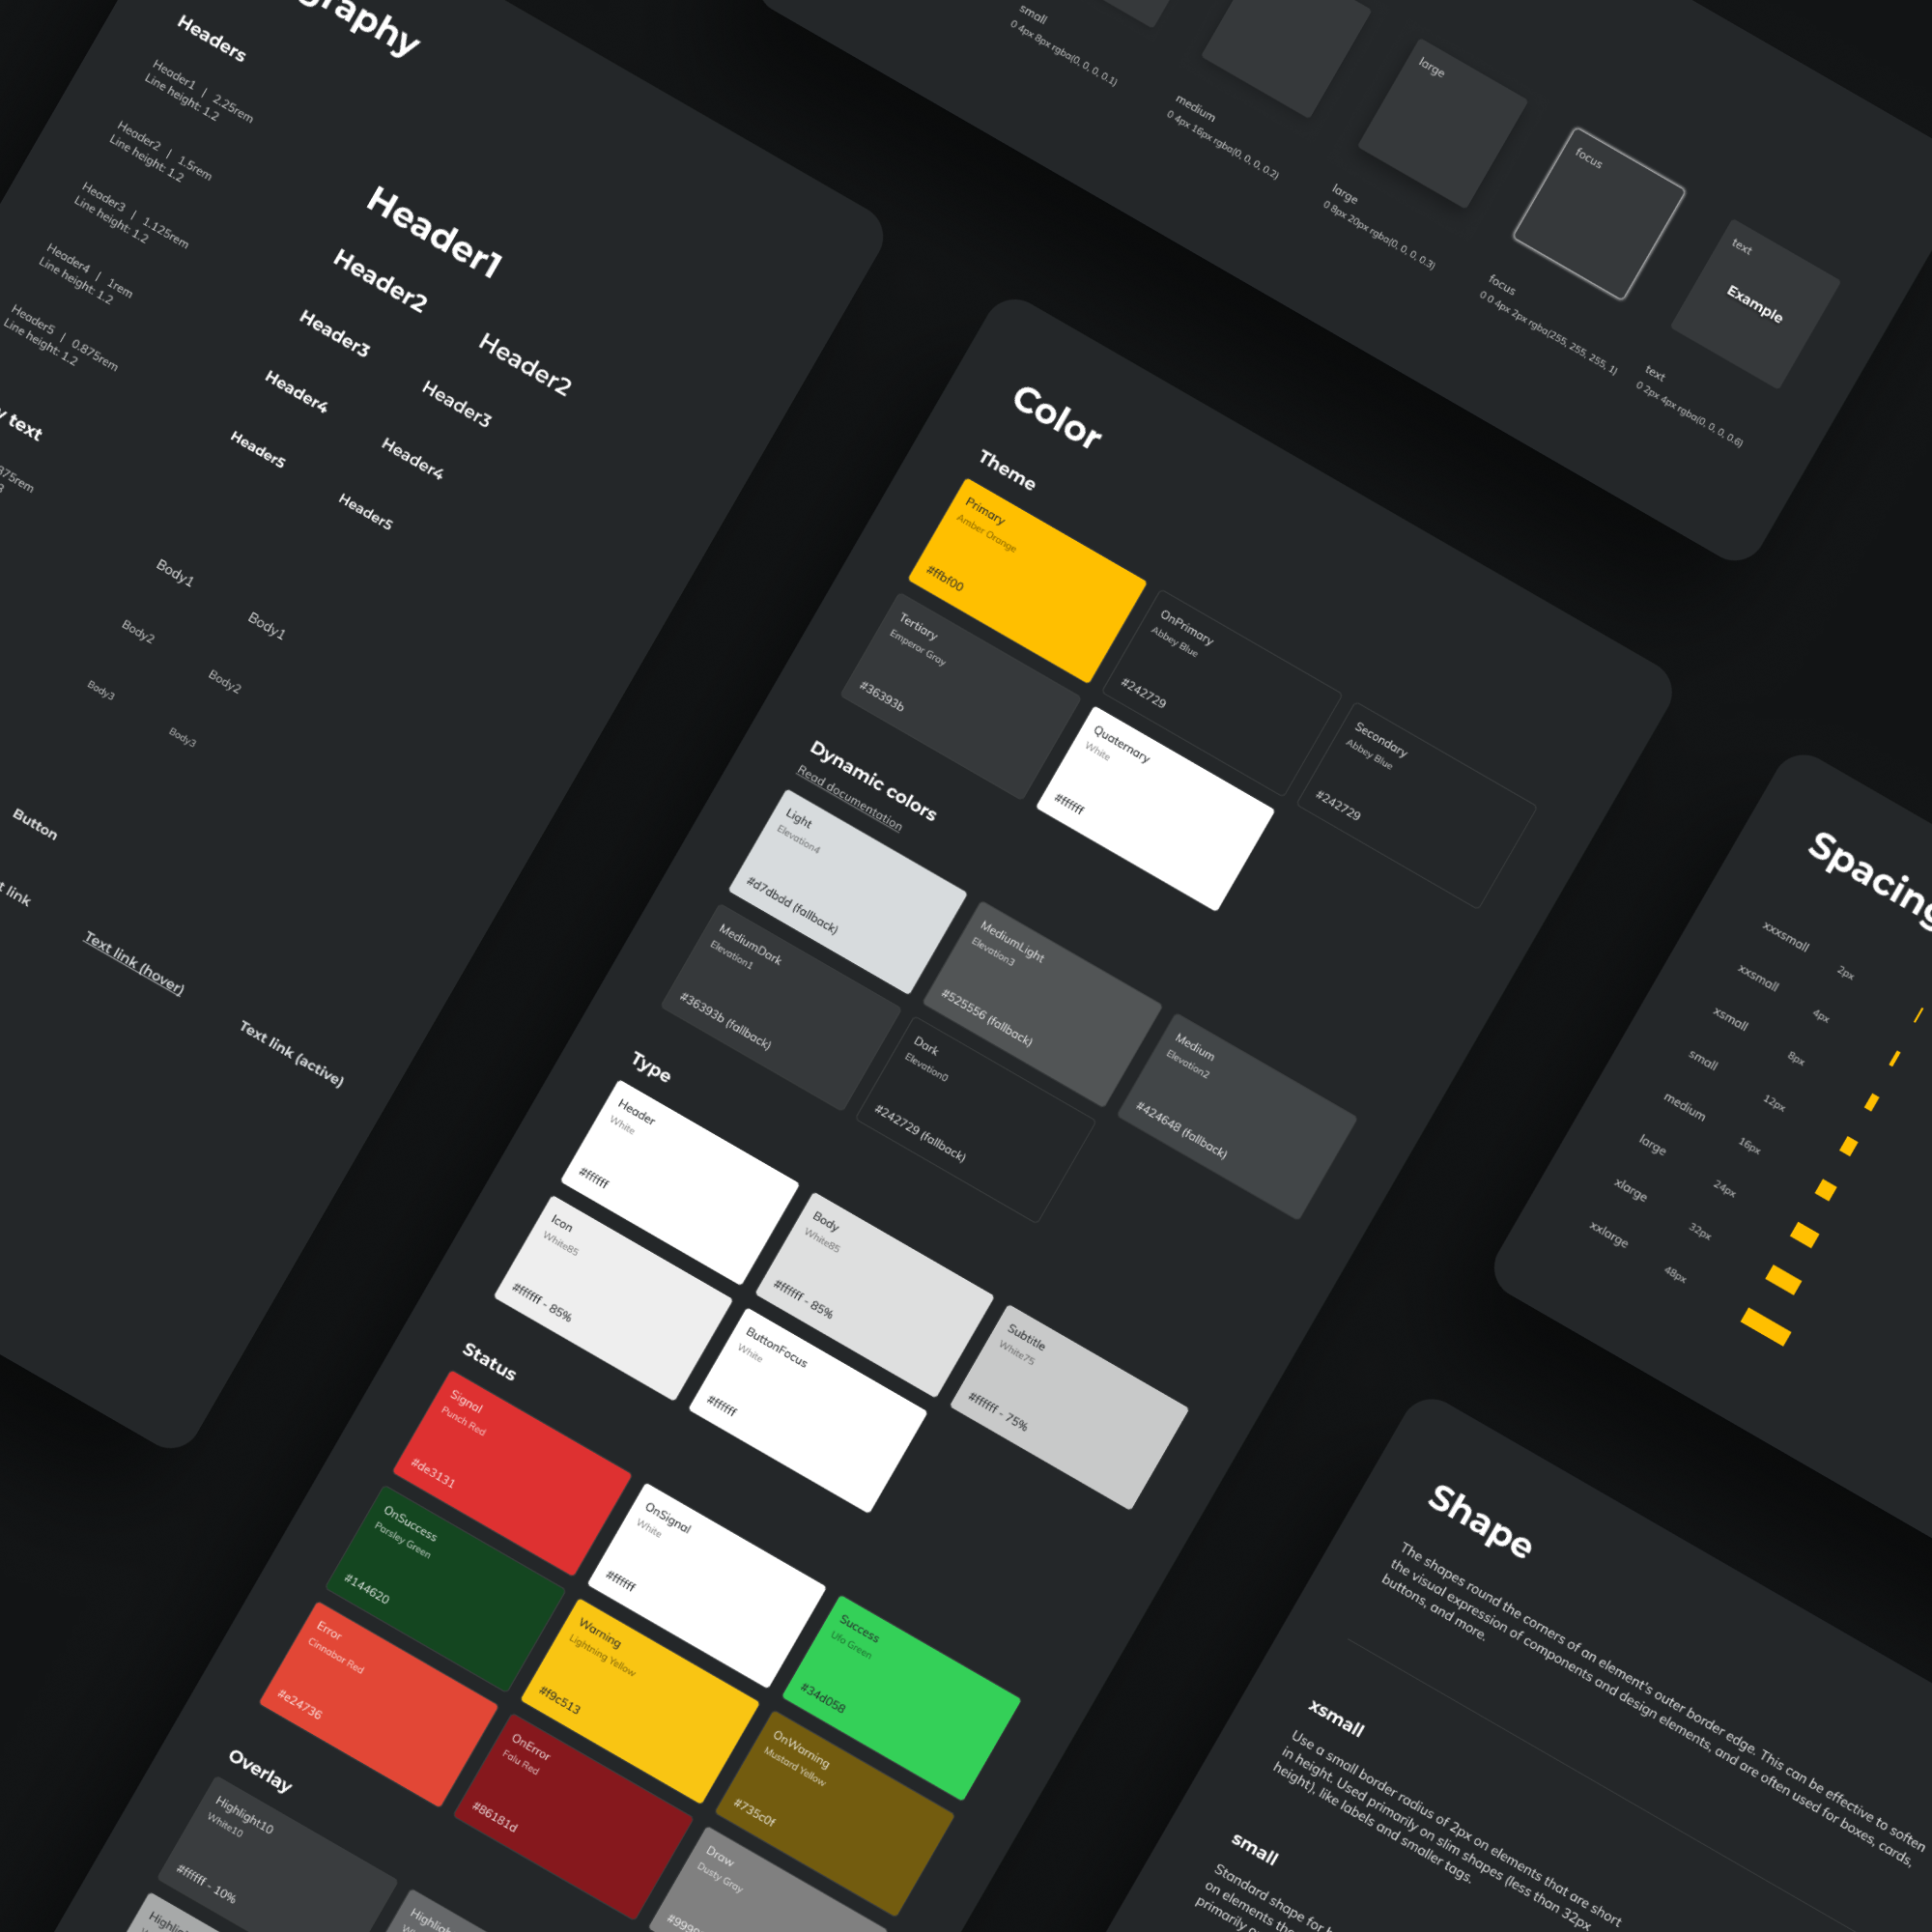 Headers
Header1 | 2.25rem
Line height: 1.2
Header2 | 1.5rem
Line height: 1.2
Header3 | 1.125rem
Line height: 1.2
Header4 | 1rem
Line height: 1.2
Header5 | 0.875rem
Line height: 1.2
text
Header1
Header2
Header2
Header3
Header3
Header4
Header4
Header5
Header5
Body1
Body1
Body2
Body2
Body3
Body3
Button
link
Text link (hover)
Text link (active)
small
0 4px 8px rgba(0, 0, 0, 0.1)
medium
0 4px 16px rgba(0, 0, 0, 0.2)
large
large
0 8px 20px rgba(0, 0, 0, 0.3)
focus
focus
0 0 4px 2px rgba(255, 255, 255, 1)
text
Example
text
0 2px 4px rgba(0, 0, 0, 0.6)
Color
Theme
Primary
Amber Orange
#ffbf00
OnPrimary
Abbey Blue
#242729
Secondary
Abbey Blue
#242729
Tertiary
Emperor Gray
#36393b
Quaternary
White
#ffffff
Dynamic colors
Read documentation
Light
Elevation4
#d7dbdd (fallback)
MediumLight
Elevation3
#525556 (fallback)
Medium
Elevation2
#424648 (fallback)
MediumDark
Elevation1
#36393b (fallback)
Dark
Elevation0
#242729 (fallback)
Type
Header
White
#ffffff
Body
White85
#ffffff - 85%
Subtitle
White75
#ffffff - 75%
Icon
White85
#ffffff - 85%
ButtonFocus
White
#ffffff
Status
Signal
Punch Red
#de3131
OnSignal
White
#ffffff
Success
Ufo Green
#34d058
OnSuccess
Parsley Green
#144620
Warning
Lightning Yellow
#f9c513
OnWarning
Mustard Yellow
#735c0f
Error
Cinnabar Red
#e24736
OnError
Falu Red
#86181d
Draw
Dusty Gray
Overlay
Highlight10
White10
#ffffff - 10%
Spacing
xxxsmall 2px
xxsmall 4px
xsmall 8px
small 12px
medium 16px
large 24px
xlarge 32px
xxlarge 48px
Shape
The shapes round the corners of an element's outer border edge. This can be effective to soften
the visual expression of components and design elements, and are often used for boxes, cards,
buttons, and more.
xsmall
Use a small border radius of 2px on elements that are short
in height. Used primarily on slim shapes (less than 32px
height), like labels and smaller tags.
small
Standard shape for
on elements
primarily